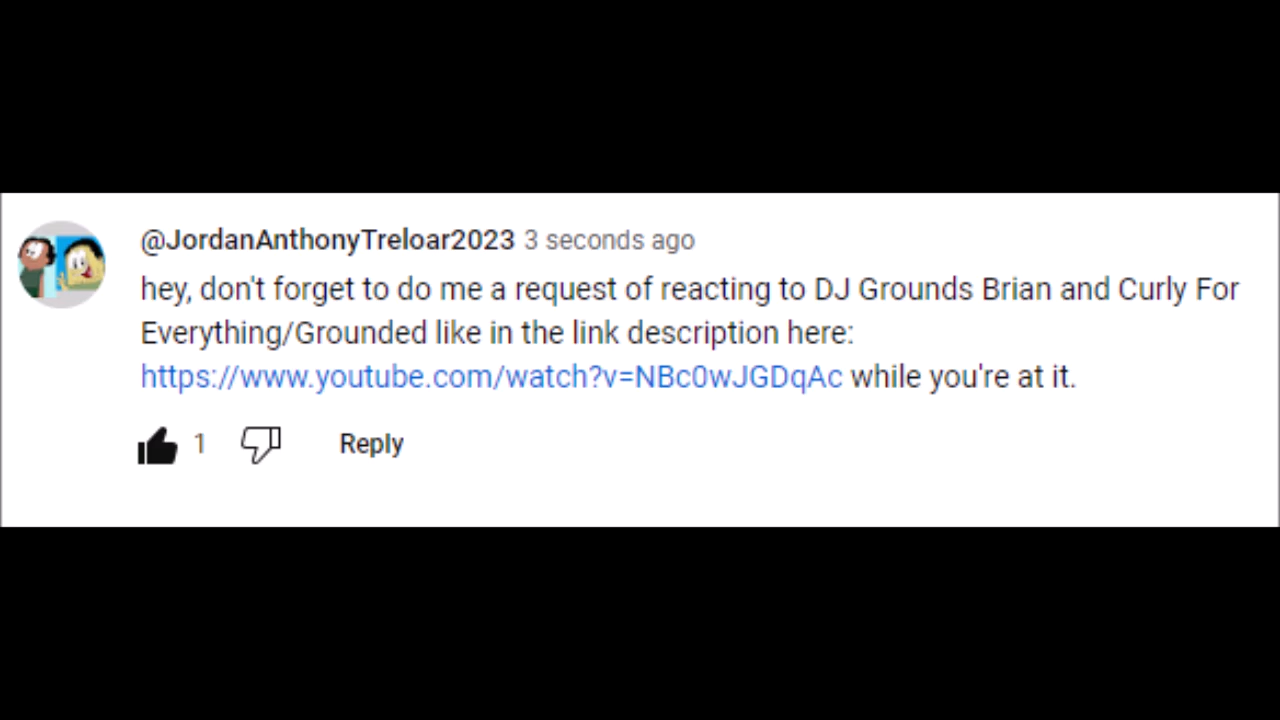 @JordanAnthonyTreloar2023 3 seconds ago
hey, don't forget to do me a request of reacting to DJ Grounds Brian and Curly For
Everything/Grounded like in the link description here:
https://www.youtube.com/watch?v=NBc0wJGDqAc while you're at it.
1 Reply